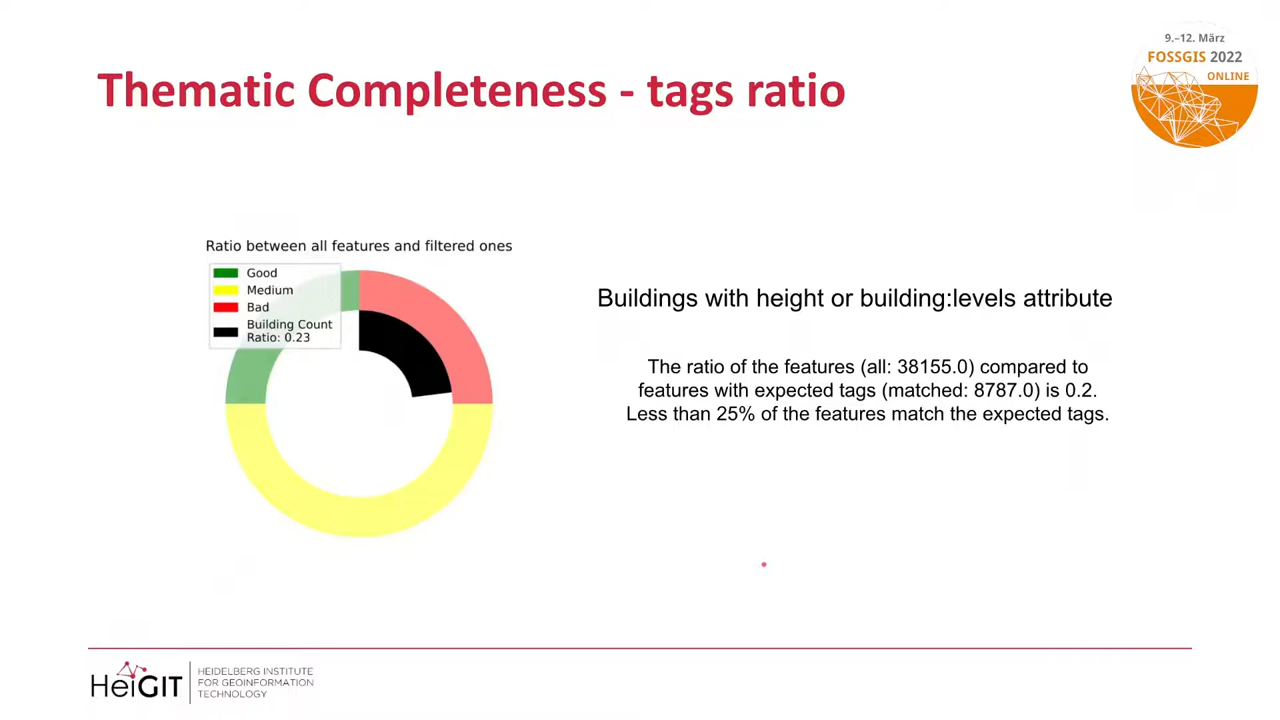 Thematic Completeness - tags ratio
9.–12. März
FOSSGIS 2022
ONLINE
Ratio between all features and filtered ones
Good
Medium
Bad
Building Count
Ratio: 0.23
Buildings with height or building:levels attribute
The ratio of the features (all: 38155.0) compared to
features with expected tags (matched: 8787.0) is 0.2.
Less than 25% of the features match the expected tags.
HeiGIT
HEIDELBERG INSTITUTE
FOR GEOINFORMATION
TECHNOLOGY